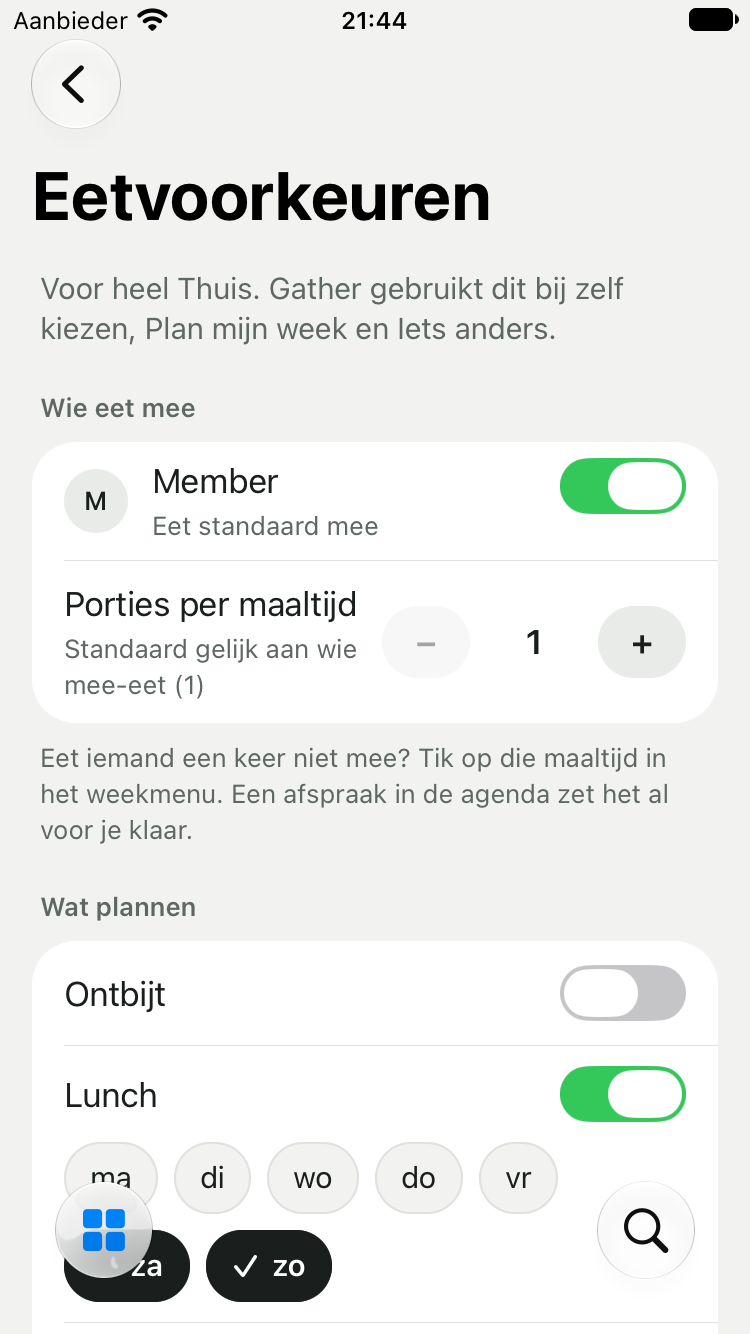 Aanbieder 21:44
Eetvoorkeuren
Voor heel Thuis. Gather gebruikt dit bij zelf
kiezen, Plan mijn week en Iets anders.
Wie eet mee
M Member
Eet standaard mee
Porties per maaltijd
Standaard gelijk aan wie
mee-eet (1)
− 1 +
Eet iemand een keer niet mee? Tik op die maaltijd in
het weekmenu. Een afspraak in de agenda zet het al
voor je klaar.
Wat plannen
Ontbijt
Lunch
ma di wo do vr
za ✓ zo